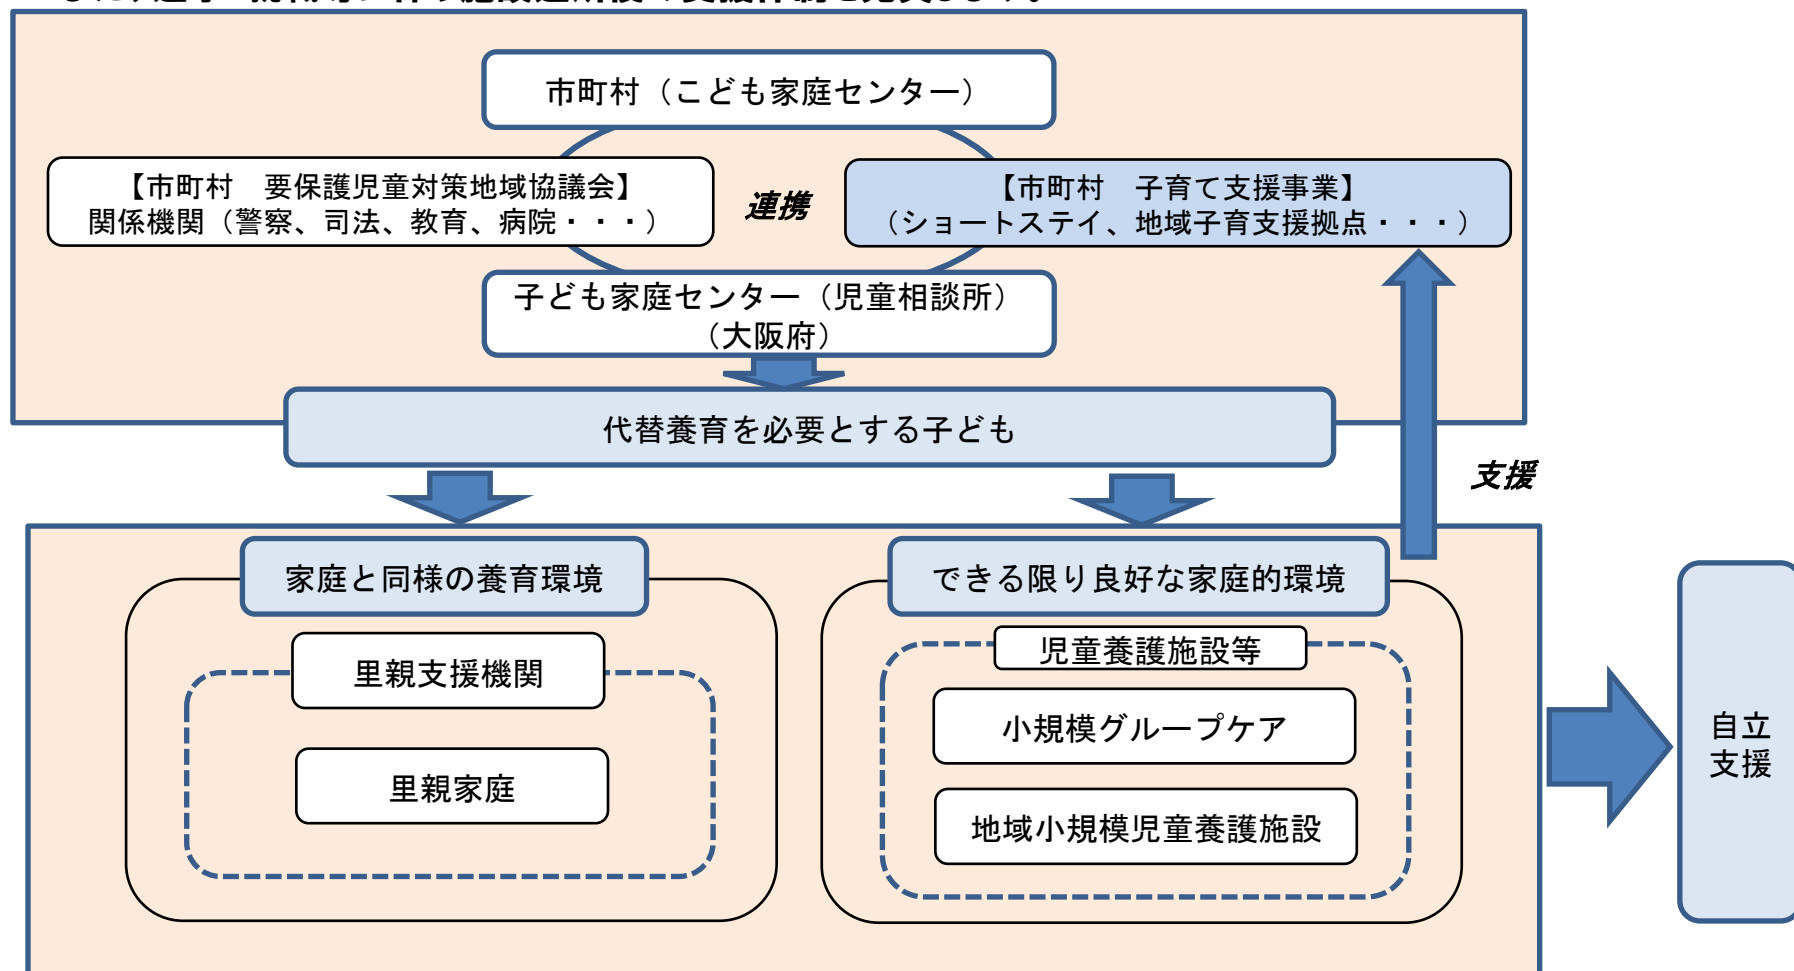 市町村（こども家庭センター）
【市町村　要保護児童対策地域協議会】
関係機関（警察、司法、教育、病院・・・）
連携
【市町村　子育て支援事業】
（ショートステイ、地域子育支援拠点・・・）
子ども家庭センター（児童相談所）
（大阪府）
代替養育を必要とする子ども
支援
家庭と同様の養育環境
里親支援機関
里親家庭
できる限り良好な家庭的環境
児童養護施設等
小規模グループケア
地域小規模児童養護施設
自立
支援